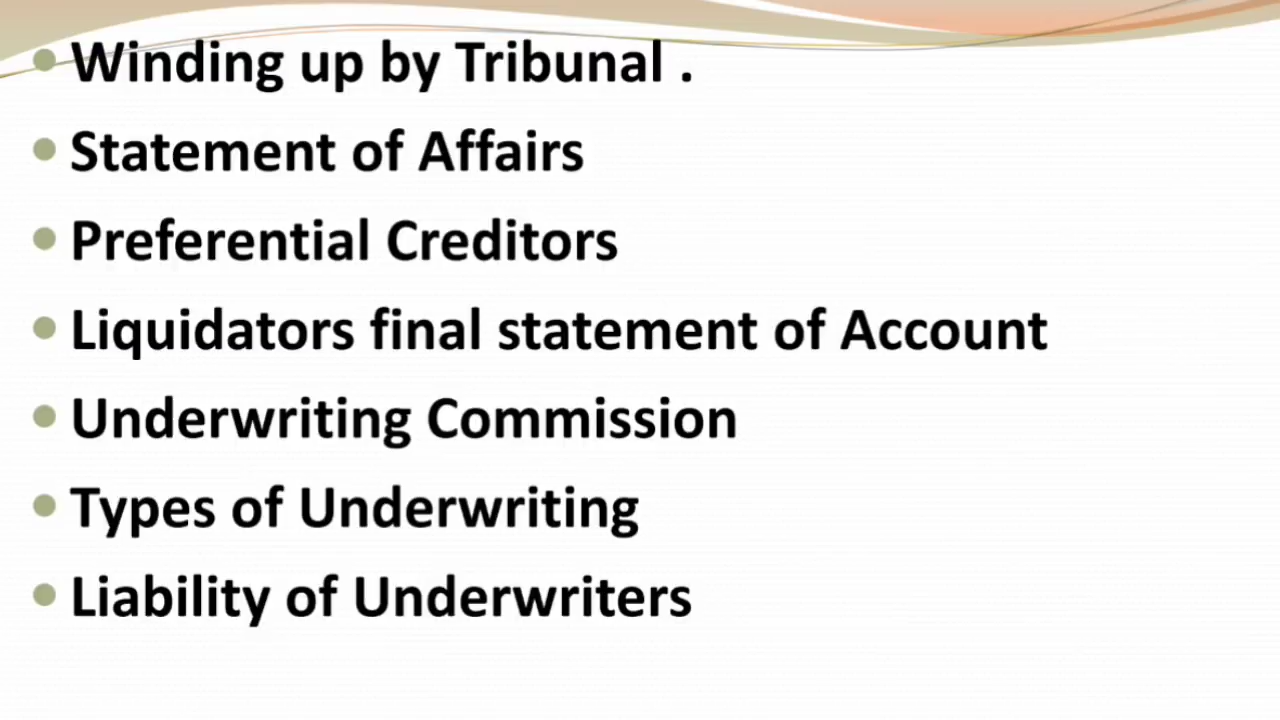 • Winding up by Tribunal .
• Statement of Affairs
• Preferential Creditors
• Liquidators final statement of Account
• Underwriting Commission
• Types of Underwriting
• Liability of Underwriters